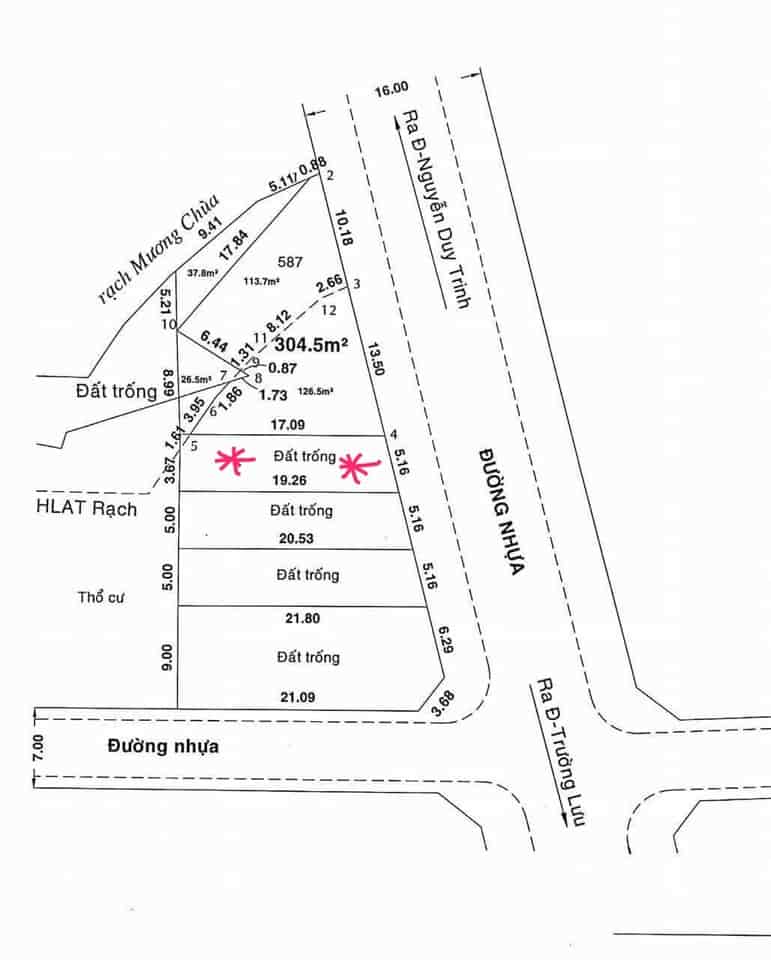 16.00
Ra Đ-Nguyễn Duy Trinh
5.11/ 0.88
2
rạch Mương Chùa
9.41
17.84
10.18
587
37.8m²
113.7m²
5.21
2.66
3
12
10
8.12
6.44
11
304.5m²
13.50
1.31
9
0.87
7
8
Đất trống
8.99
26.5m²
3.95
1.86
1.73
126.5m²
6
17.09
4
1.61
5
Đất trống
5.16
3.67
19.26
ĐƯỜNG NHỰA
HLAT Rạch
5.00
Đất trống
5.16
20.53
Thổ cư
5.00
Đất trống
5.16
21.80
9.00
Đất trống
6.29
21.09
3.68
Ra Đ-Trường Lưu
7.00
Đường nhựa